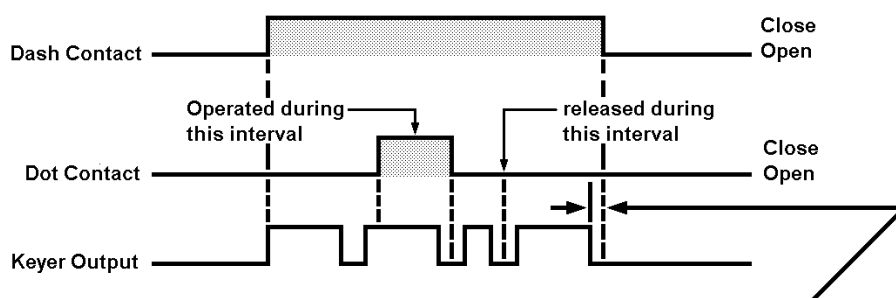 Close
Dash Contact
Open
Operated during
this interval
released during
this interval
Close
Dot Contact
Open
Keyer Output